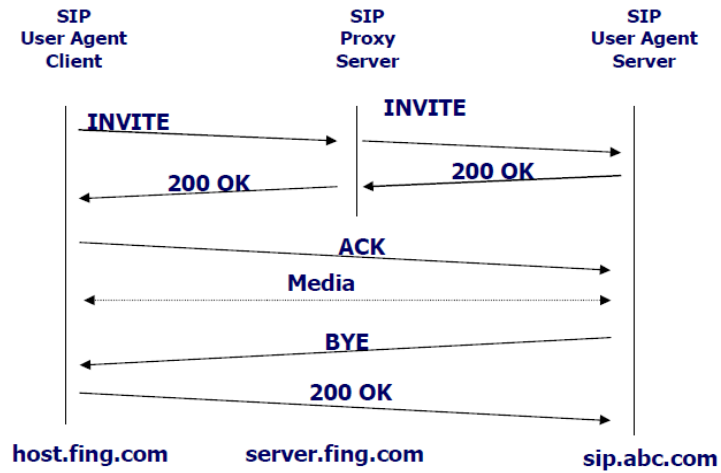 SIP
User Agent
Client
SIP
Proxy
Server
SIP
User Agent
Server
INVITE
INVITE
200 OK
200 OK
ACK
Media
BYE
200 OK
host.fing.com
server.fing.com
sip.abc.com